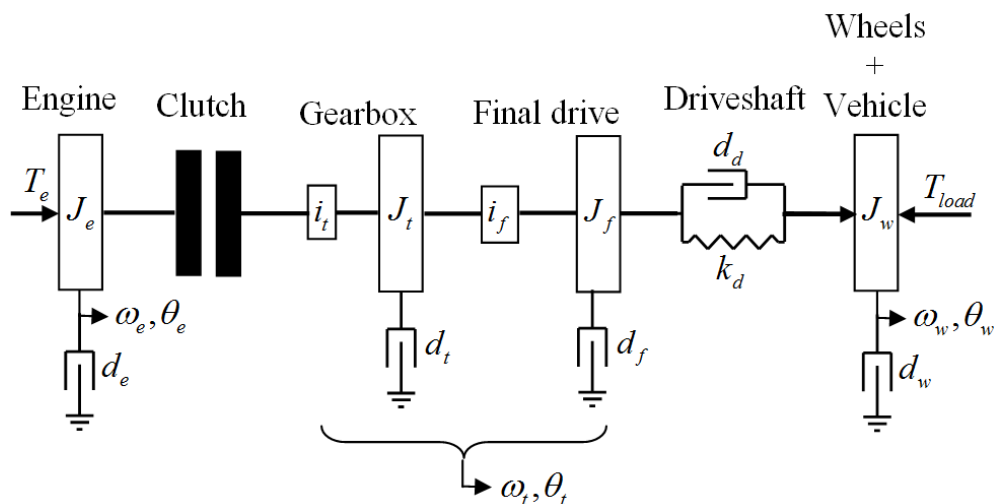 Wheels
+
Vehicle
Engine
Clutch
Gearbox
Final drive
Driveshaft
d_d
T_e
J_e
i_t
J_t
i_f
J_f
k_d
J_w
T_load
ω_e, θ_e
d_e
d_t
d_f
ω_w, θ_w
d_w
ω_t, θ_t